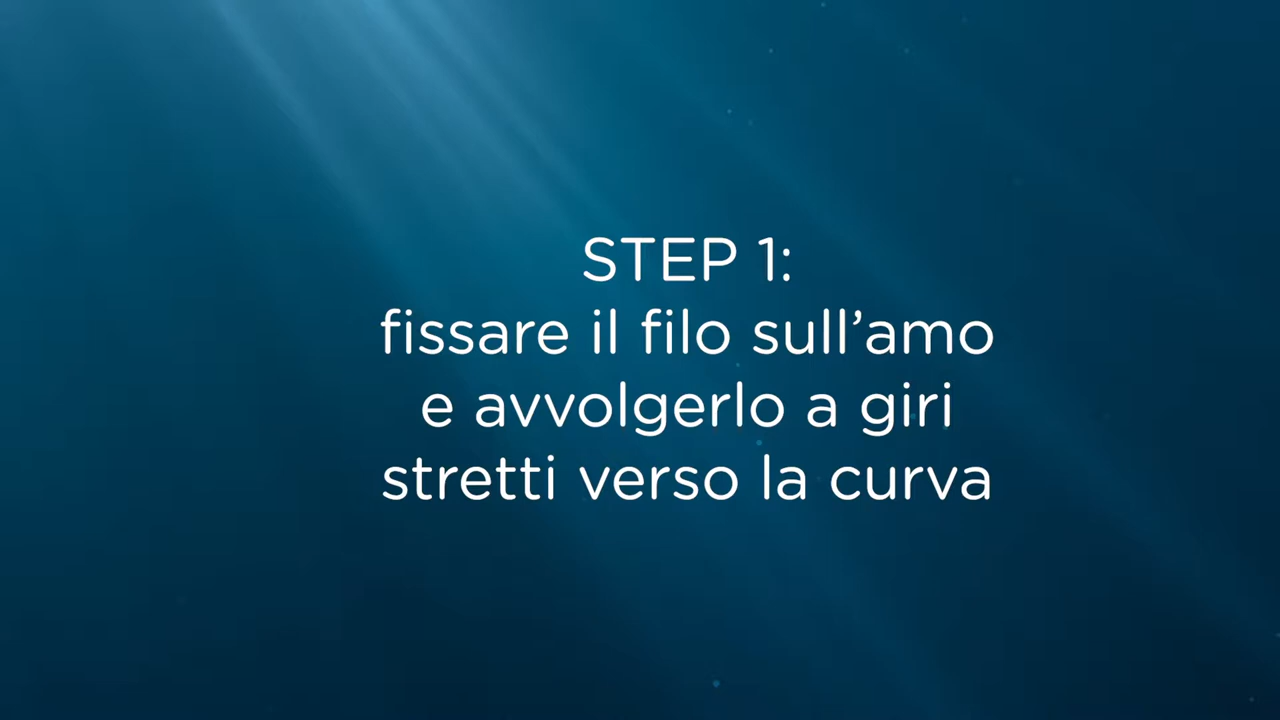 STEP 1:
fissare il filo sull’amo
e avvolgerlo a giri
stretti verso la curva